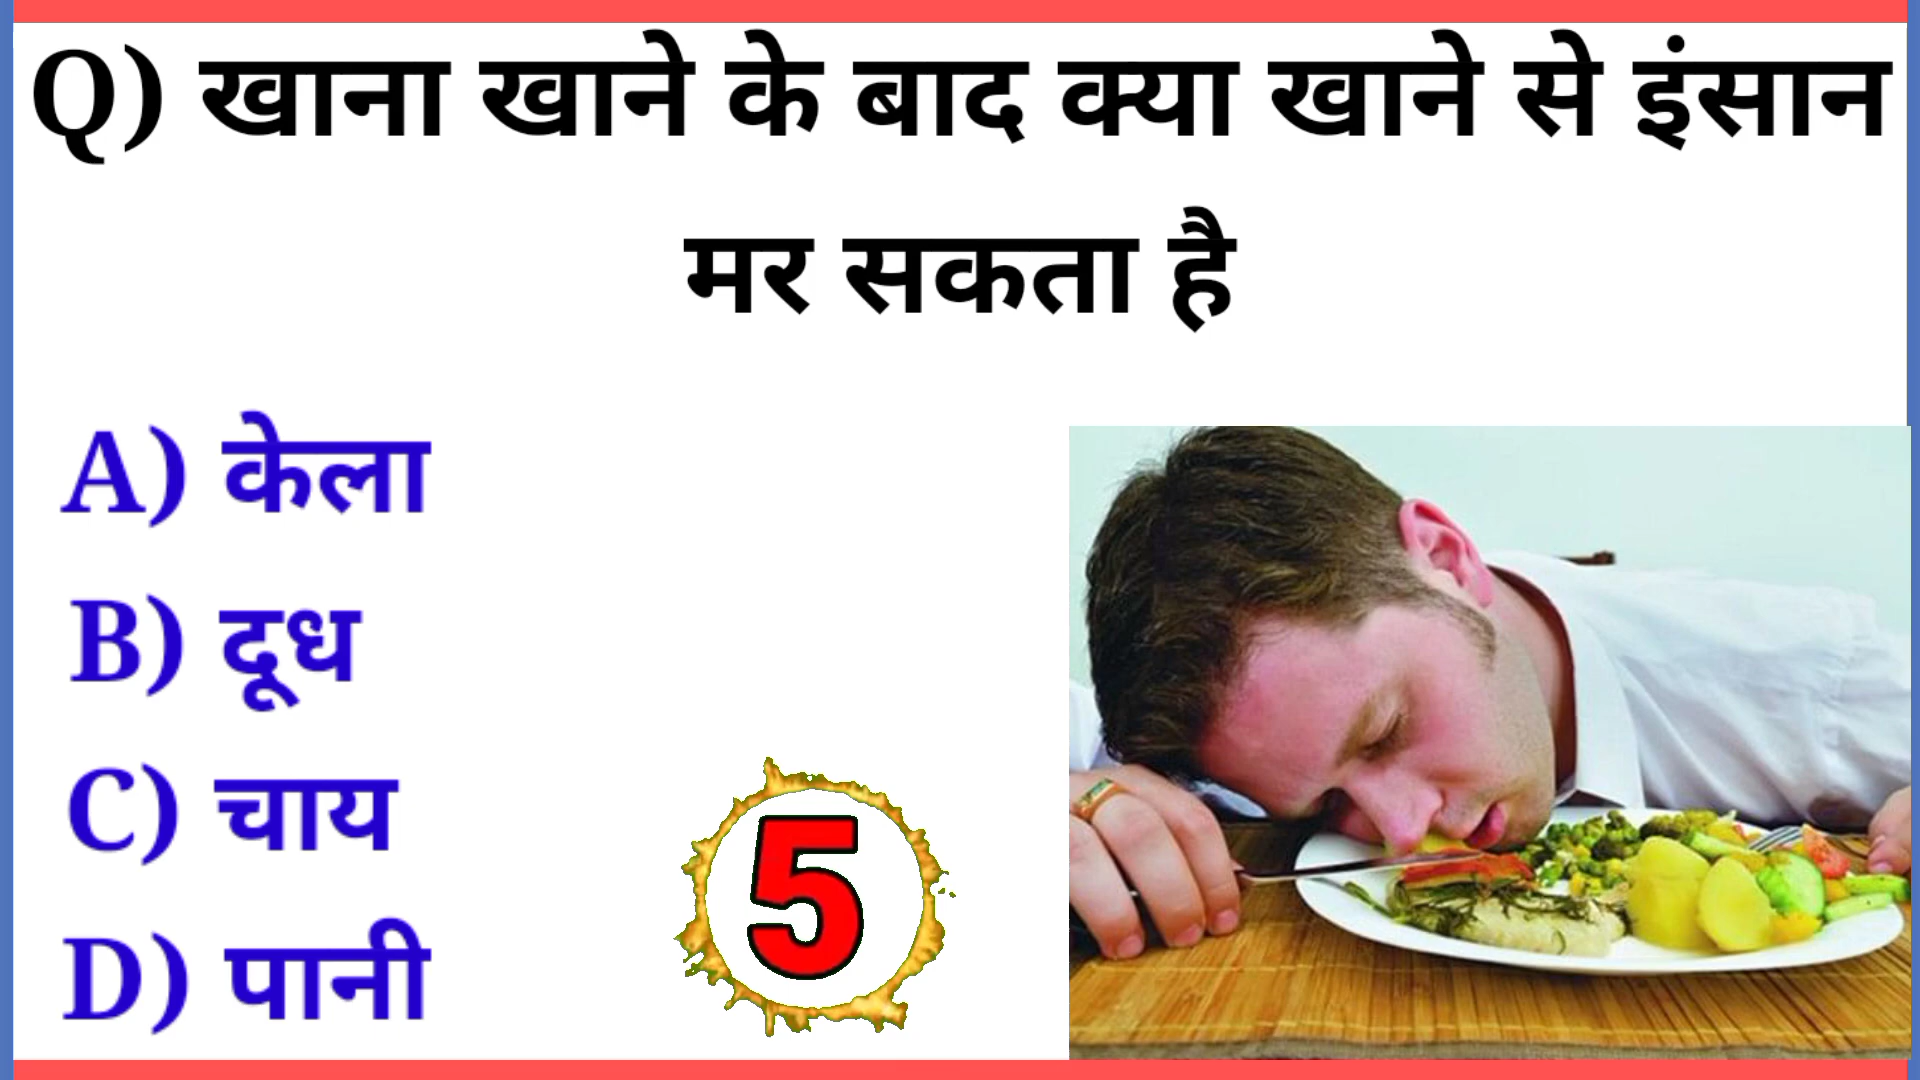 Q) खाना खाने के बाद क्या खाने से इंसान
मर सकता है
A) केला
B) दूध
C) चाय
D) पानी
5